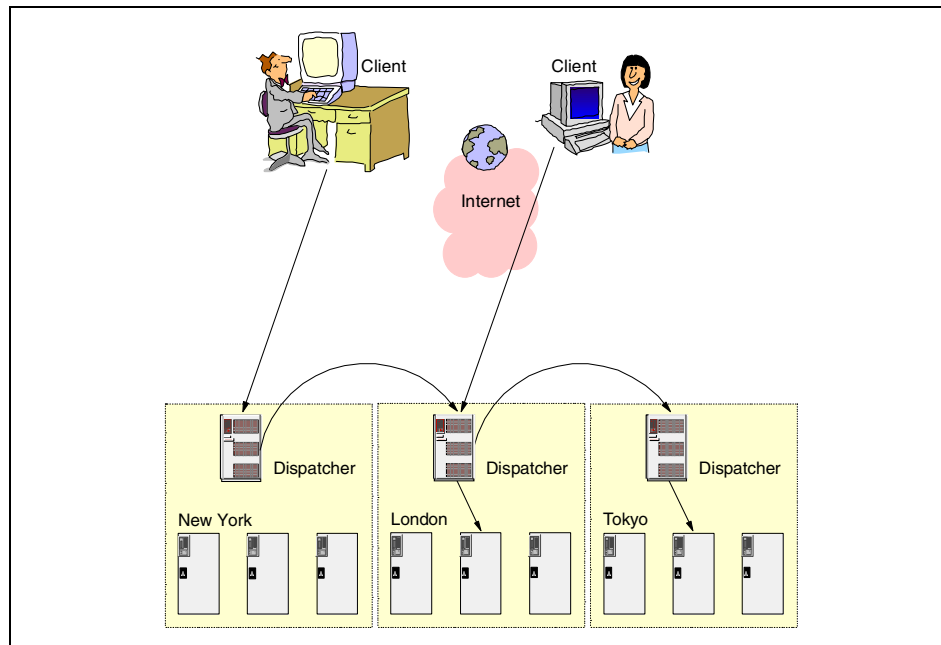 Client
Client
Internet
Dispatcher
Dispatcher
Dispatcher
New York
London
Tokyo